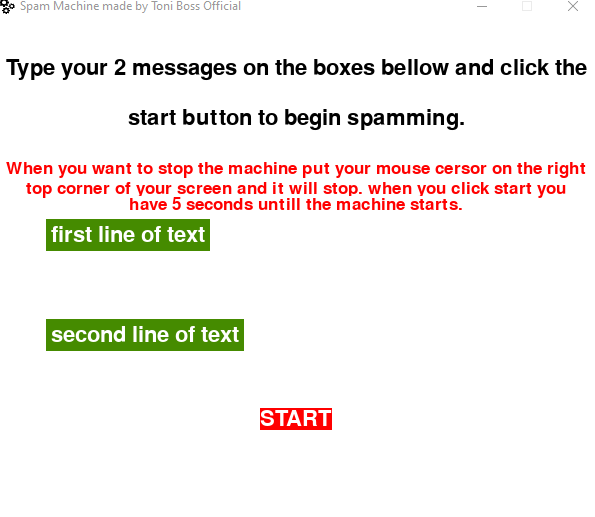 Spam Machine made by Toni Boss Official
Type your 2 messages on the boxes bellow and click the
start button to begin spamming.
When you want to stop the machine put your mouse cersor on the right
top corner of your screen and it will stop. when you click start you
have 5 seconds untill the machine starts.
first line of text
second line of text
START